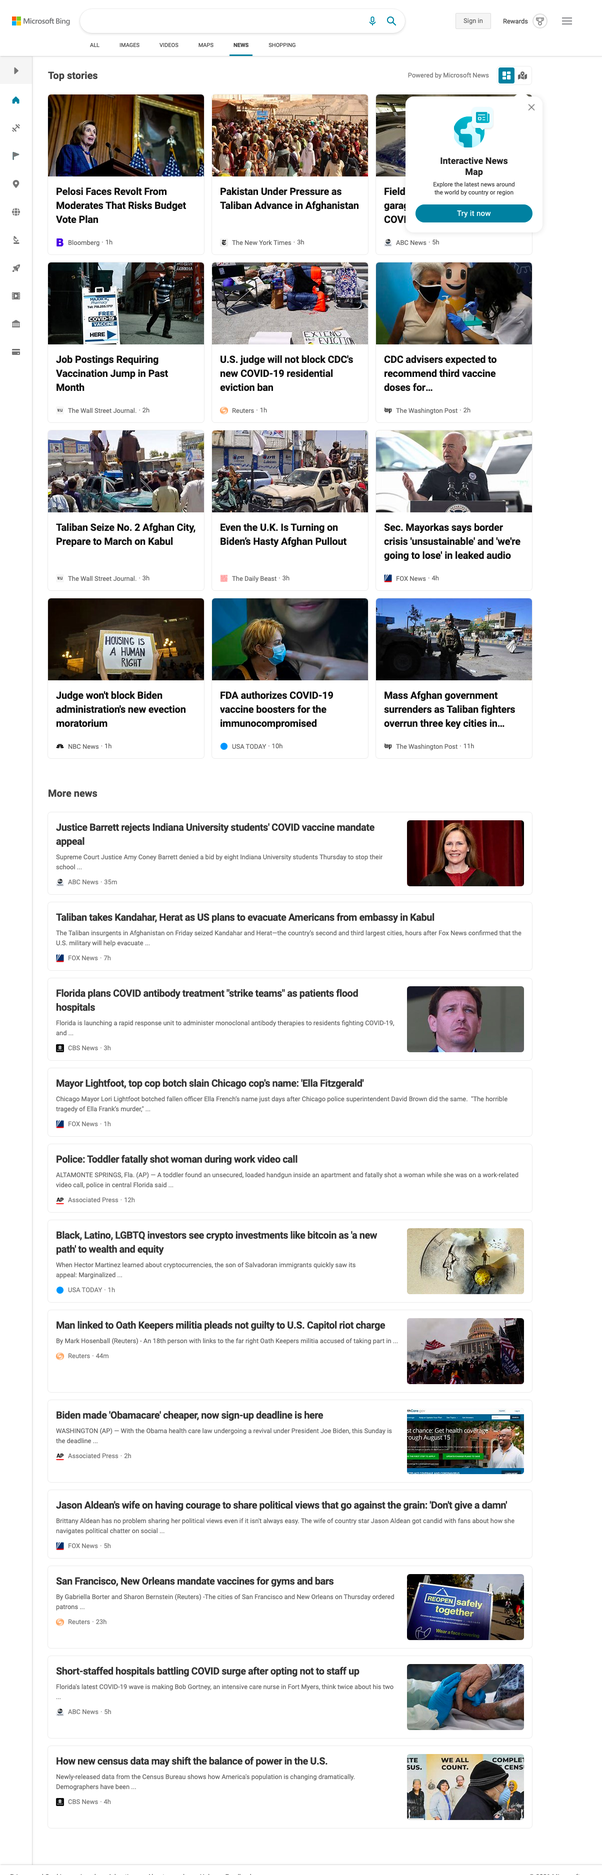 Microsoft Bing
Sign in
Rewards
ALL
IMAGES
VIDEOS
MAPS
NEWS
SHOPPING
Top stories
Powered by Microsoft News
Interactive News
Map
Explore the latest news around
the world by country or region
Try it now
Pelosi Faces Revolt From
Moderates That Risks Budget
Vote Plan
Bloomberg · 1h
Pakistan Under Pressure as
Taliban Advance in Afghanistan
The New York Times · 3h
Field
garag
COVI
ABC News · 5h
FREE
COVID-19
VACCINE
HERE
Job Postings Requiring
Vaccination Jump in Past
Month
The Wall Street Journal. · 2h
EXTEND
EVICTION
U.S. judge will not block CDC's
new COVID-19 residential
eviction ban
Reuters · 1h
CDC advisers expected to
recommend third vaccine
doses for…
The Washington Post · 2h
Taliban Seize No. 2 Afghan City,
Prepare to March on Kabul
The Wall Street Journal. · 3h
Even the U.K. Is Turning on
Biden's Hasty Afghan Pullout
The Daily Beast · 3h
Sec. Mayorkas says border
crisis 'unsustainable' and 'we're
going to lose' in leaked audio
FOX News · 4h
HOUSING IS
A HUMAN
RIGHT
Judge won't block Biden
administration's new evection
moratorium
NBC News · 1h
FDA authorizes COVID-19
vaccine boosters for the
immunocompromised
USA TODAY · 10h
Mass Afghan government
surrenders as Taliban fighters
overrun three key cities in…
The Washington Post · 11h
More news
Justice Barrett rejects Indiana University students' COVID vaccine mandate
appeal
Supreme Court Justice Amy Coney Barrett denied a bid by eight Indiana University students Thursday to stop their
school ...
ABC News · 35m
Taliban takes Kandahar, Herat as US plans to evacuate Americans from embassy in Kabul
The Taliban insurgents in Afghanistan on Friday seized Kandahar and Herat—the country's second and third largest cities, hours after Fox News confirmed that the
U.S. military will help evacuate ...
FOX News · 7h
Florida plans COVID antibody treatment "strike teams" as patients flood
hospitals
Florida is launching a rapid response unit to administer monoclonal antibody therapies to residents fighting COVID-19,
and ...
CBS News · 3h
Mayor Lightfoot, top cop botch slain Chicago cop's name: 'Ella Fitzgerald'
Chicago Mayor Lori Lightfoot botched fallen officer Ella French's name just days after Chicago police superintendent David Brown did the same. "The horrible
tragedy of Ella Frank's murder," ...
FOX News · 1h
Police: Toddler fatally shot woman during work video call
ALTAMONTE SPRINGS, Fla. (AP) — A toddler found an unsecured, loaded handgun inside an apartment and fatally shot a woman while she was on a work-related
video call, police in central Florida said ...
AP Associated Press · 12h
Black, Latino, LGBTQ investors see crypto investments like bitcoin as 'a new
path' to wealth and equity
When Hector Martinez learned about cryptocurrencies, the son of Salvadoran immigrants quickly saw its
appeal: Marginalized ...
USA TODAY · 1h
Man linked to Oath Keepers militia pleads not guilty to U.S. Capitol riot charge
By Mark Hosenball (Reuters) - An 18th person with links to the far right Oath Keepers militia accused of taking part in ...
Reuters · 44m
Biden made 'Obamacare' cheaper, now sign-up deadline is here
WASHINGTON (AP) — With the Obama health care law undergoing a revival under President Joe Biden, this Sunday is
the deadline ...
AP Associated Press · 2h
st chance: Get health coverage
rough August 15
Jason Aldean's wife on having courage to share political views that go against the grain: 'Don't give a damn'
Brittany Aldean has no problem sharing her political views even if it isn't always easy. The wife of country star Jason Aldean got candid with fans about how she
navigates political chatter on social ...
FOX News · 5h
San Francisco, New Orleans mandate vaccines for gyms and bars
By Gabriella Borter and Sharon Bernstein (Reuters) -The cities of San Francisco and New Orleans on Thursday ordered
patrons ...
Reuters · 23h
REOPEN safely
together
Short-staffed hospitals battling COVID surge after opting not to staff up
Florida's latest COVID-19 wave is making Bob Gortney, an intensive care nurse in Fort Myers, think twice about his two
...
ABC News · 5h
How new census data may shift the balance of power in the U.S.
Newly-released data from the Census Bureau shows how America's population is changing dramatically.
Demographers have been ...
CBS News · 4h
ETE
SUS.
WE ALL
COUNT.
COMPLET
CENS